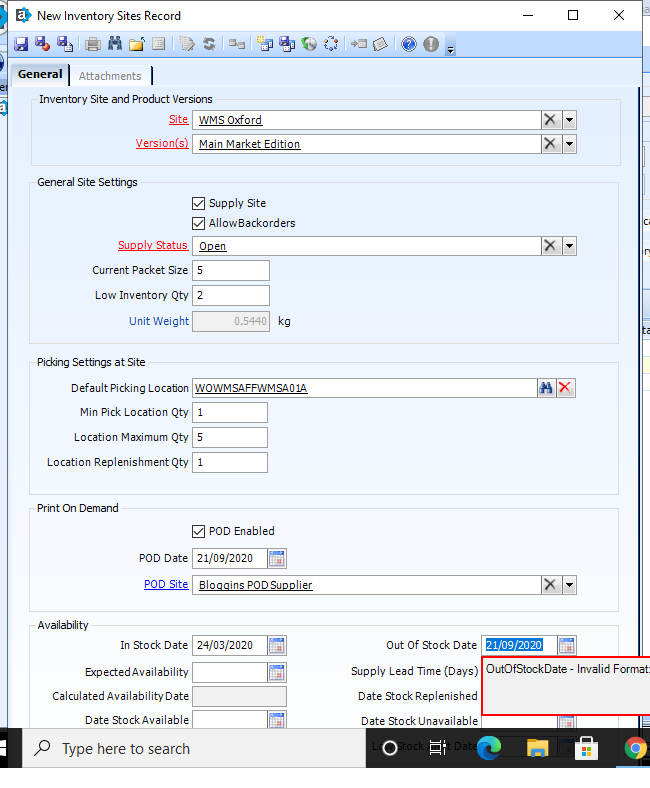 New Inventory Sites Record
General Attachments
Inventory Site and Product Versions
Site WMS Oxford
Version(s) Main Market Edition
General Site Settings
Supply Site
AllowBackorders
Supply Status Open
Current Packet Size 5
Low Inventory Qty 2
Unit Weight 0.5440 kg
Picking Settings at Site
Default Picking Location WOWMSAFFWMSA01A
Min Pick Location Qty 1
Location Maximum Qty 5
Location Replenishment Qty 1
Print On Demand
POD Enabled
POD Date 21/09/2020
POD Site Bloggins POD Supplier
Availability
In Stock Date 24/03/2020 Out Of Stock Date 21/09/2020
Expected Availability Supply Lead Time (Days) OutOfStockDate - Invalid Format:
Calculated Availability Date Date Stock Replenished
Date Stock Available Date Stock Unavailable
Type here to search